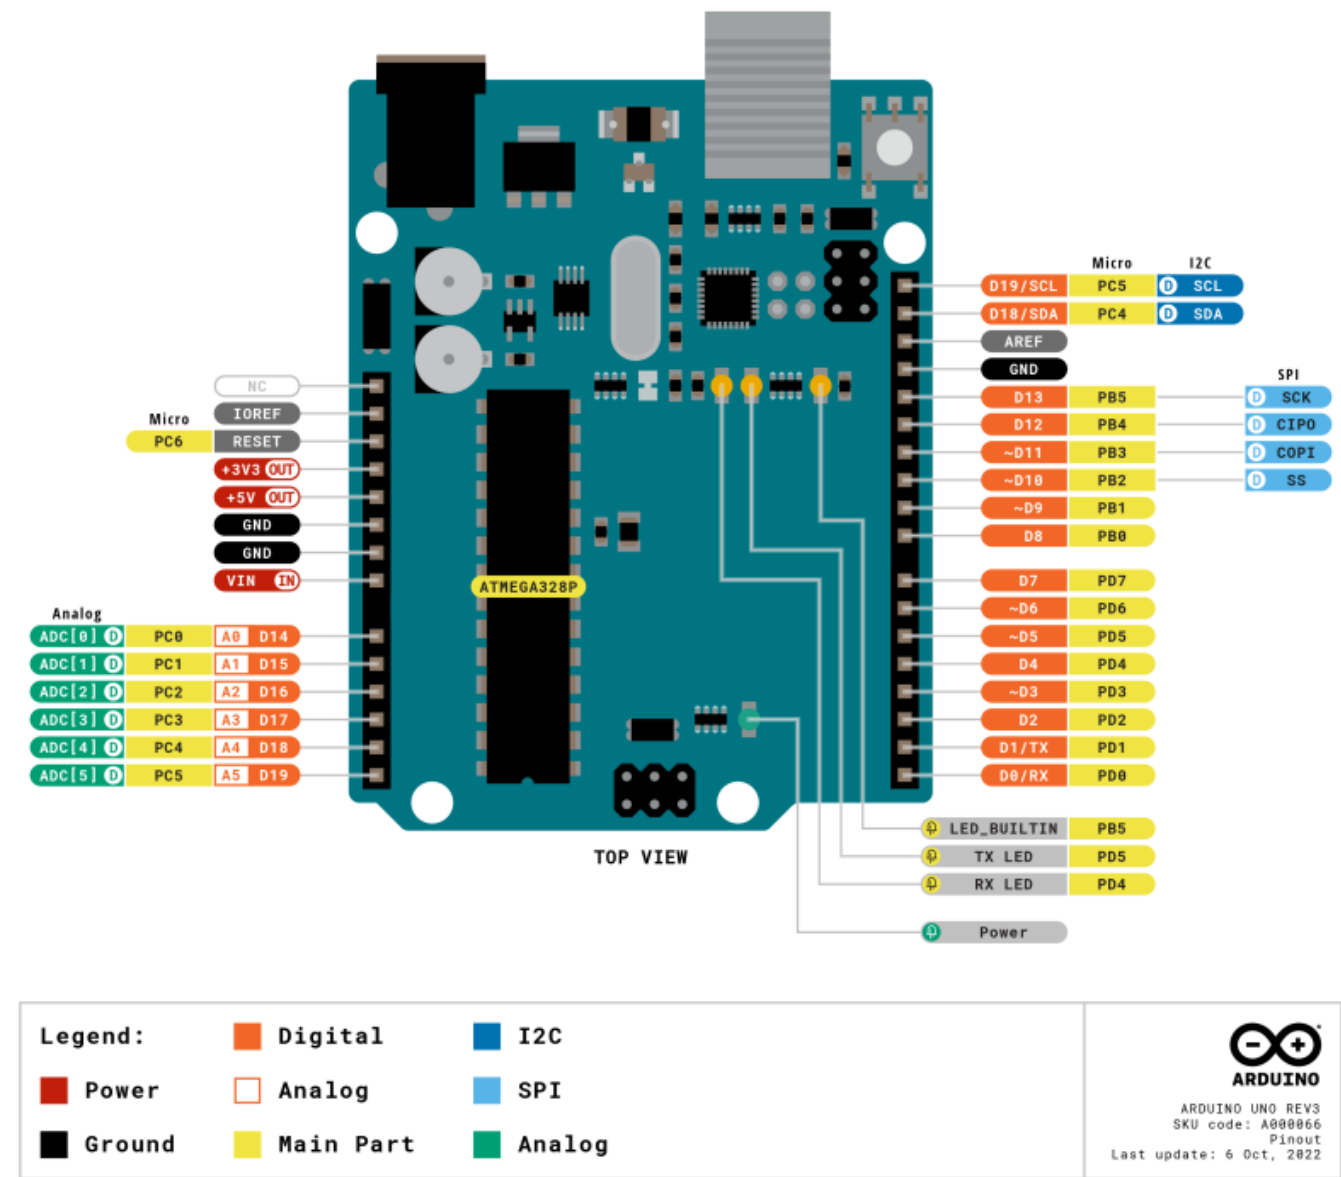 Micro I2C
D19/SCL PC5 D SCL
D18/SDA PC4 D SDA
AREF
GND
SPI
D13 PB5 D SCK
D12 PB4 D CIPO
~D11 PB3 D COPI
~D10 PB2 D SS
~D9 PB1
D8 PB0
D7 PD7
~D6 PD6
~D5 PD5
D4 PD4
~D3 PD3
D2 PD2
D1/TX PD1
D0/RX PD0
NC
IOREF
Micro
PC6 RESET
+3V3 OUT
+5V OUT
GND
GND
VIN IN
Analog
ADC[0] D PC0 A0 D14
ADC[1] D PC1 A1 D15
ADC[2] D PC2 A2 D16
ADC[3] D PC3 A3 D17
ADC[4] D PC4 A4 D18
ADC[5] D PC5 A5 D19
ATMEGA328P
LED_BUILTIN PB5
TX LED PD5
RX LED PD4
Power
TOP VIEW
Legend:
Power
Ground
Digital
Analog
Main Part
I2C
SPI
Analog
ARDUINO
ARDUINO UNO REV3
SKU code: A000066
Pinout
Last update: 6 Oct, 2022